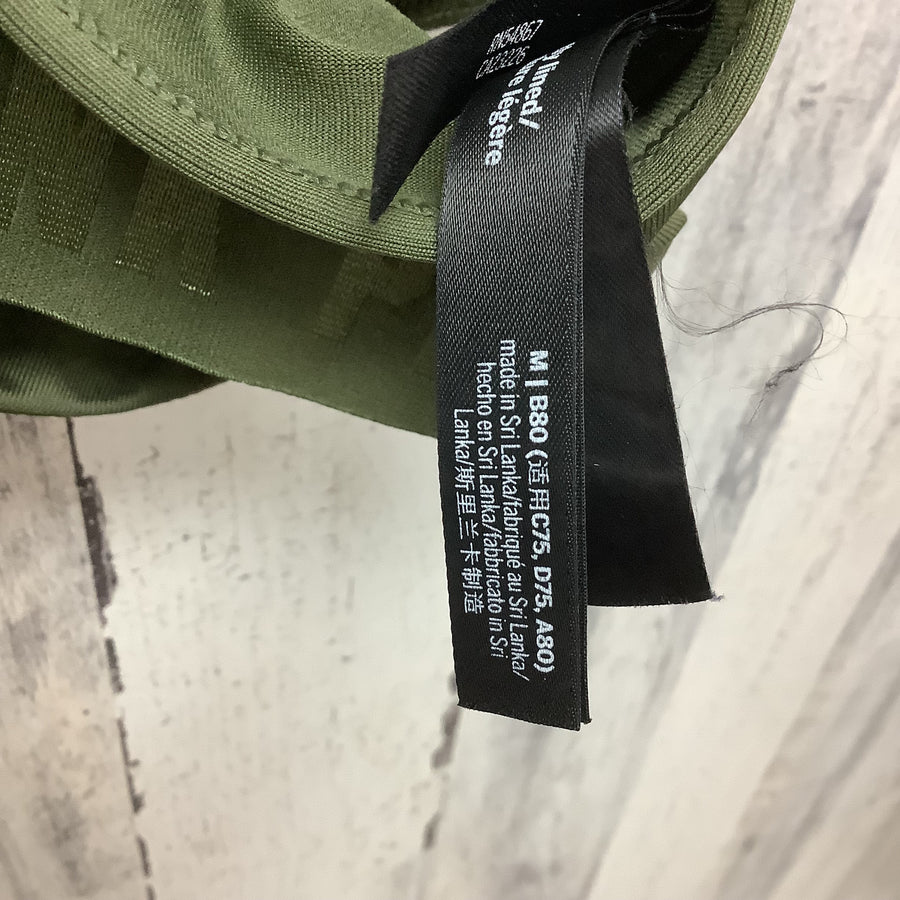 RN54867
CA23226
lined/
légère
M | B80 (适用C75, D75, A80)
made in Sri Lanka/fabriqué au Sri Lanka/
hecho en Sri Lanka/fabbricato in Sri
Lanka/斯里兰卡制造